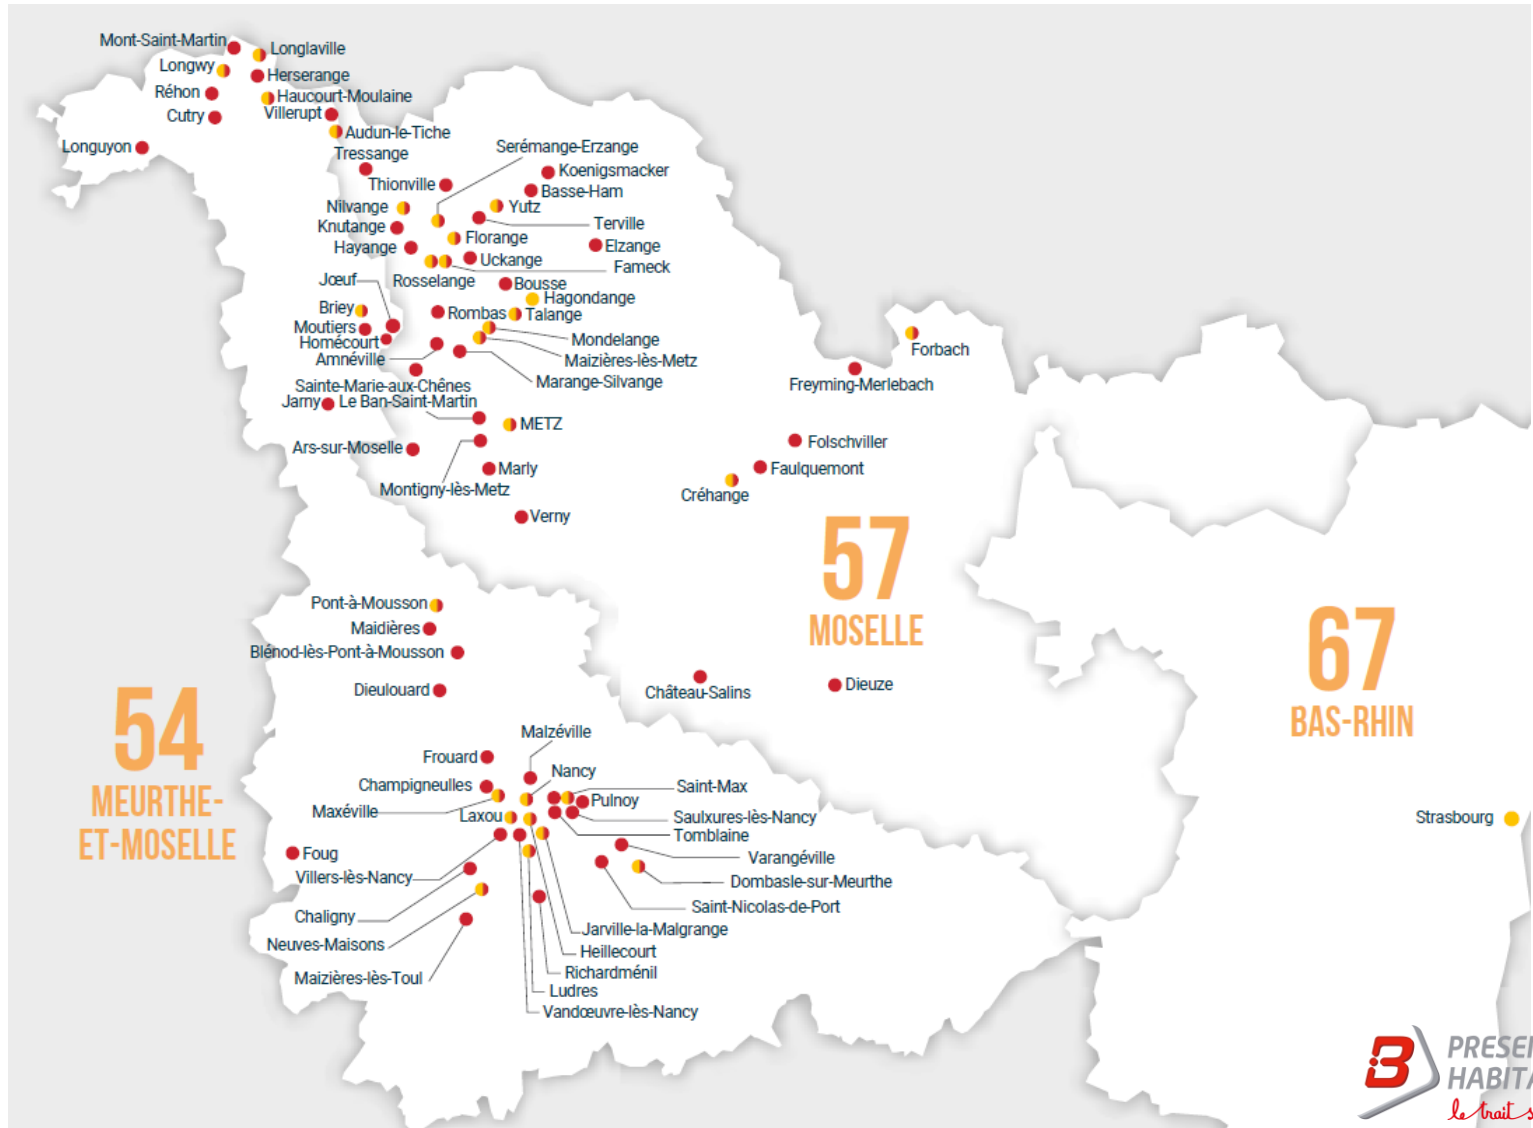 Mont-Saint-Martin
Longlaville
Longwy
Herserange
Réhon
Haucourt-Moulaine
Cutry
Villerupt
Audun-le-Tiche
Longuyon
Tressange
Serémange-Erzange
Koenigsmacker
Thionville
Basse-Ham
Nilvange
Yutz
Knutange
Terville
Florange
Hayange
Elzange
Uckange
Fameck
Rosselange
Jœuf
Bousse
Hagondange
Briey
Rombas
Talange
Moutiers
Homécourt
Mondelange
Amnéville
Maizières-lès-Metz
Marange-Silvange
Sainte-Marie-aux-Chênes
Jarny
Le Ban-Saint-Martin
METZ
Ars-sur-Moselle
Marly
Montigny-lès-Metz
Verny
Forbach
Freyming-Merlebach
Folschviller
Faulquemont
Créhange
57
MOSELLE
Pont-à-Mousson
Maidières
Blénod-lès-Pont-à-Mousson
Dieulouard
Château-Salins
Dieuze
67
BAS-RHIN
54
MEURTHE-
ET-MOSELLE
Malzéville
Frouard
Nancy
Champigneulles
Saint-Max
Pulnoy
Maxéville
Laxou
Saulxures-lès-Nancy
Tomblaine
Strasbourg
Foug
Varangéville
Villers-lès-Nancy
Dombasle-sur-Meurthe
Saint-Nicolas-de-Port
Chaligny
Jarville-la-Malgrange
Neuves-Maisons
Heillecourt
Richardménil
Maizières-lès-Toul
Ludres
Vandœuvre-lès-Nancy
PRESE
HABITA
le trait s